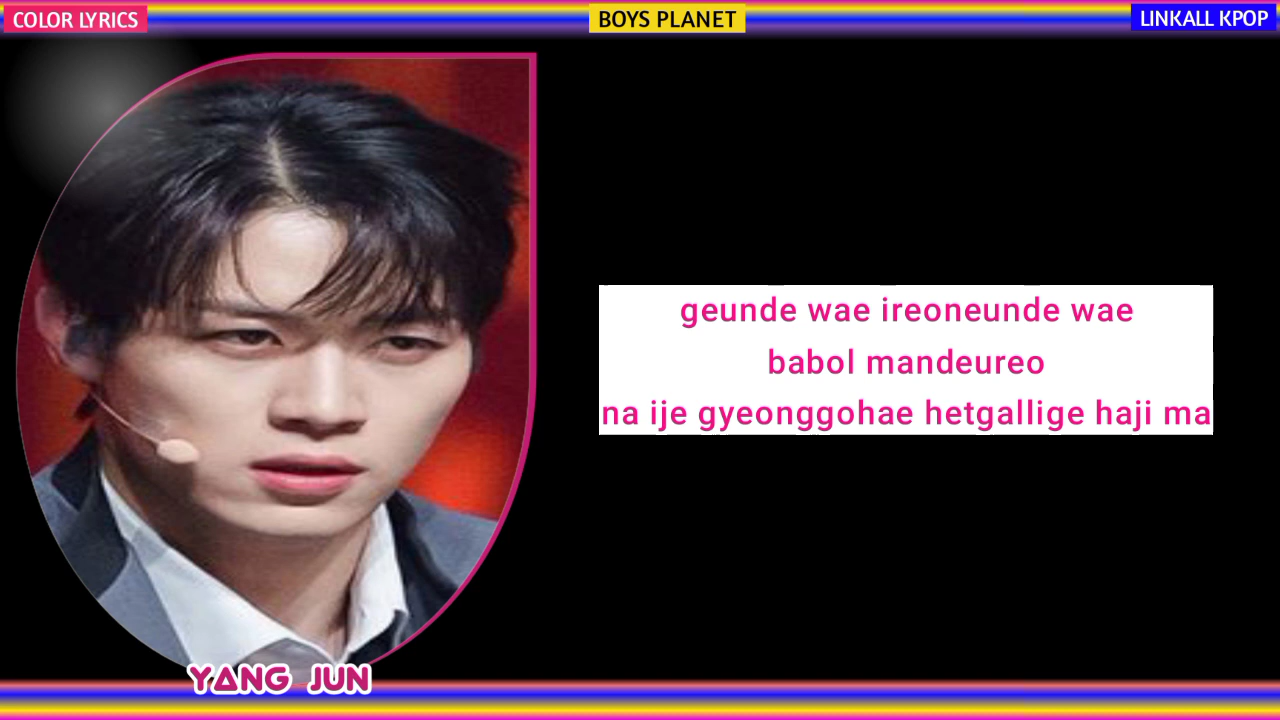 COLOR LYRICS
BOYS PLANET
LINKALL KPOP
geunde wae ireoneunde wae
babol mandeureo
na ije gyeonggohae hetgallige haji ma
YANG JUN